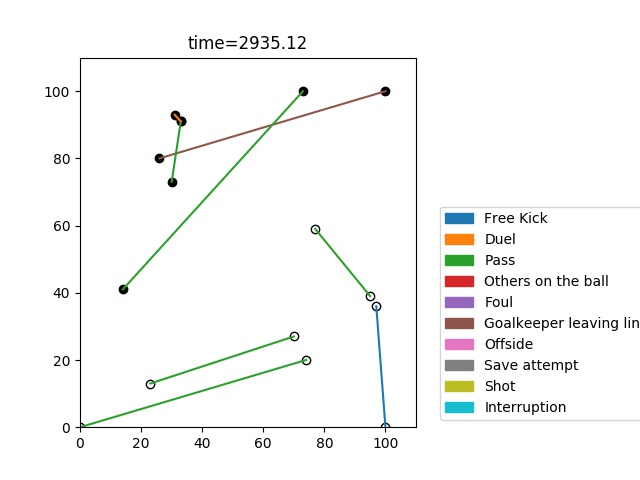 time=2935.12
100
80
60
40
20
0
0 20 40 60 80 100
Free Kick
Duel
Pass
Others on the ball
Foul
Goalkeeper leaving lin
Offside
Save attempt
Shot
Interruption